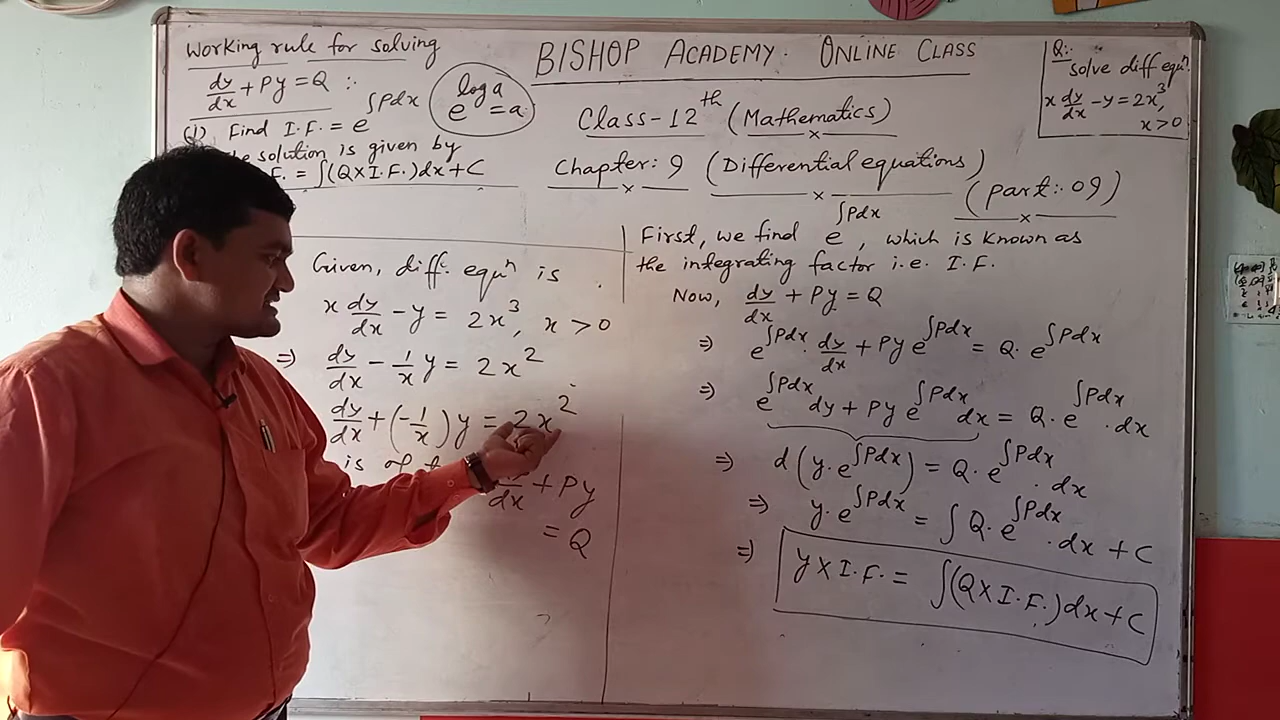 Working rule for solving
dy/dx + Py = Q :.
(1) Find I.F. = e^∫Pdx
solution is given by
= ∫(Q×I.F.)dx+C
e^log a = a.
BISHOP ACADEMY. ONLINE CLASS
Class-12th (Mathematics)
Chapter: 9 (Differential equations)
(part:09)
Q:.
solve diff equⁿ.
x dy/dx - y = 2x³,
x>0
Given, diff. equⁿ is
x dy/dx - y = 2x³, x>0
⇒ dy/dx - 1/x y = 2x²
dy/dx + (-1/x)y = 2x²
is of
dx + Py
= Q
First, we find e^∫Pdx, which is known as
the integrating factor i.e. I.F.
Now, dy/dx + Py = Q
⇒ e^∫Pdx . dy/dx + Py e^∫Pdx = Q. e^∫Pdx
⇒ e^∫Pdx dy + Py e^∫Pdx dx = Q. e^∫Pdx . dx
⇒ d(y.e^∫Pdx) = Q. e^∫Pdx . dx
⇒ y.e^∫Pdx = ∫Q.e^∫Pdx . dx + C
⇒ y×I.F. = ∫(Q×I.F.)dx+C